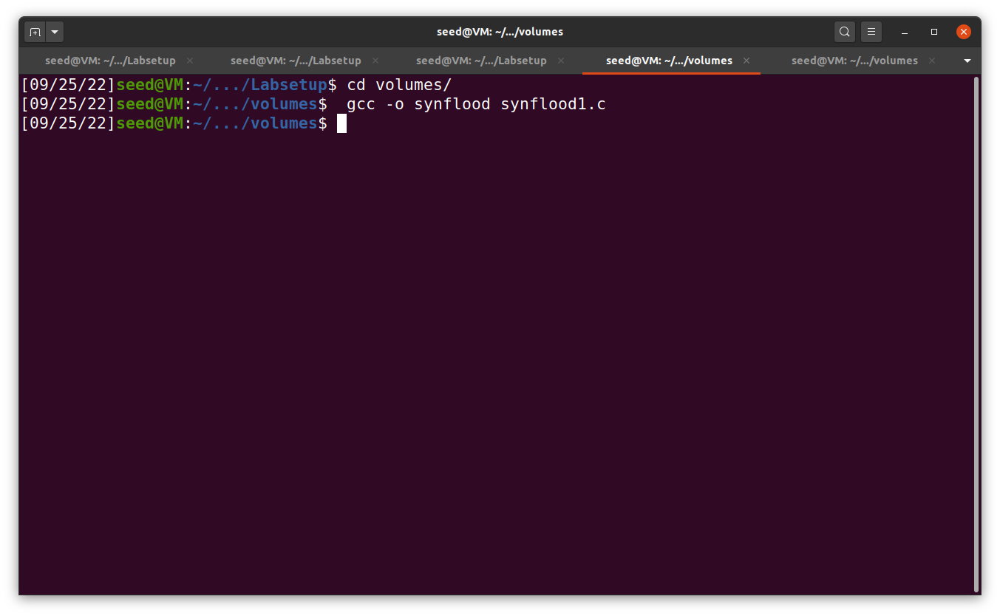 seed@VM: ~/.../volumes
seed@VM: ~/.../Labsetup seed@VM: ~/.../Labsetup seed@VM: ~/.../Labsetup seed@VM: ~/.../volumes seed@VM: ~/.../volumes
[09/25/22]seed@VM:~/.../Labsetup$ cd volumes/
[09/25/22]seed@VM:~/.../volumes$  gcc -o synflood synflood1.c
[09/25/22]seed@VM:~/.../volumes$